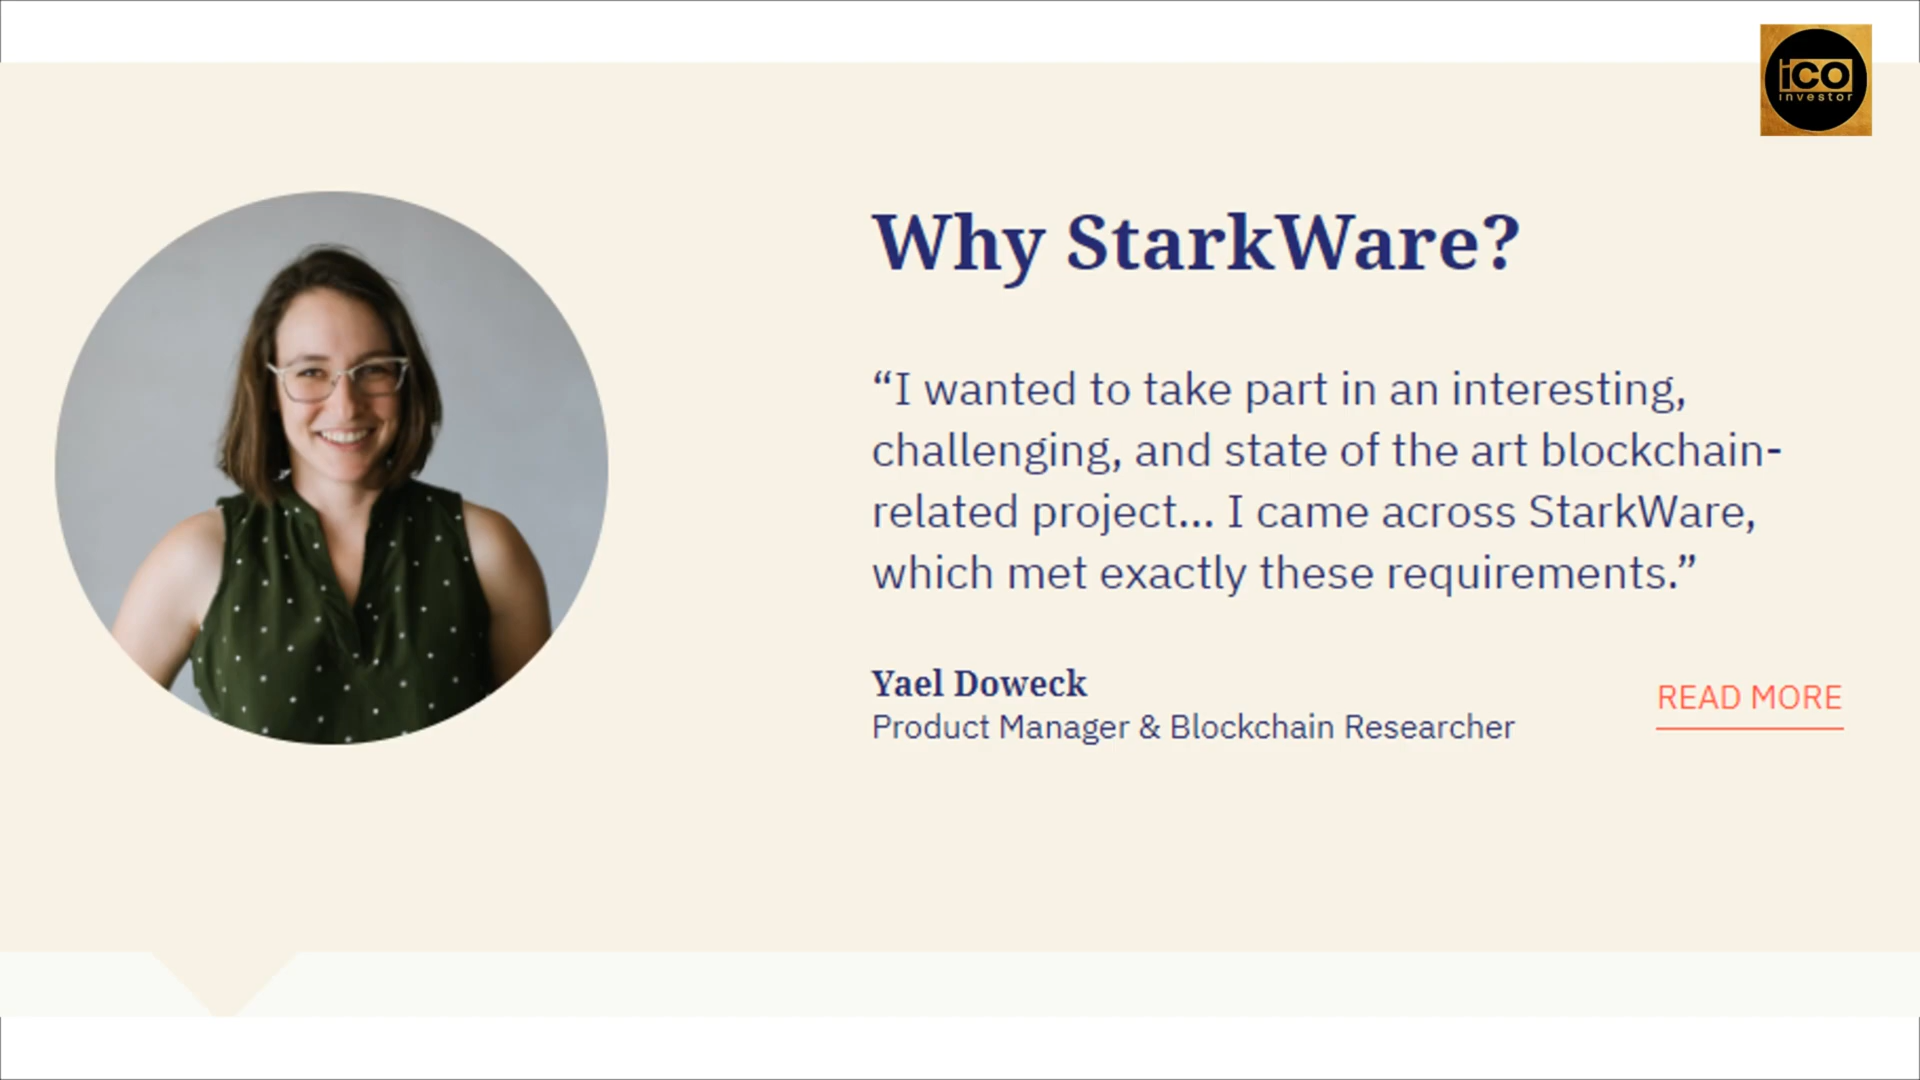 iCO
investor
Why StarkWare?
“I wanted to take part in an interesting,
challenging, and state of the art blockchain-
related project... I came across StarkWare,
which met exactly these requirements.”
Yael Doweck
Product Manager & Blockchain Researcher
READ MORE